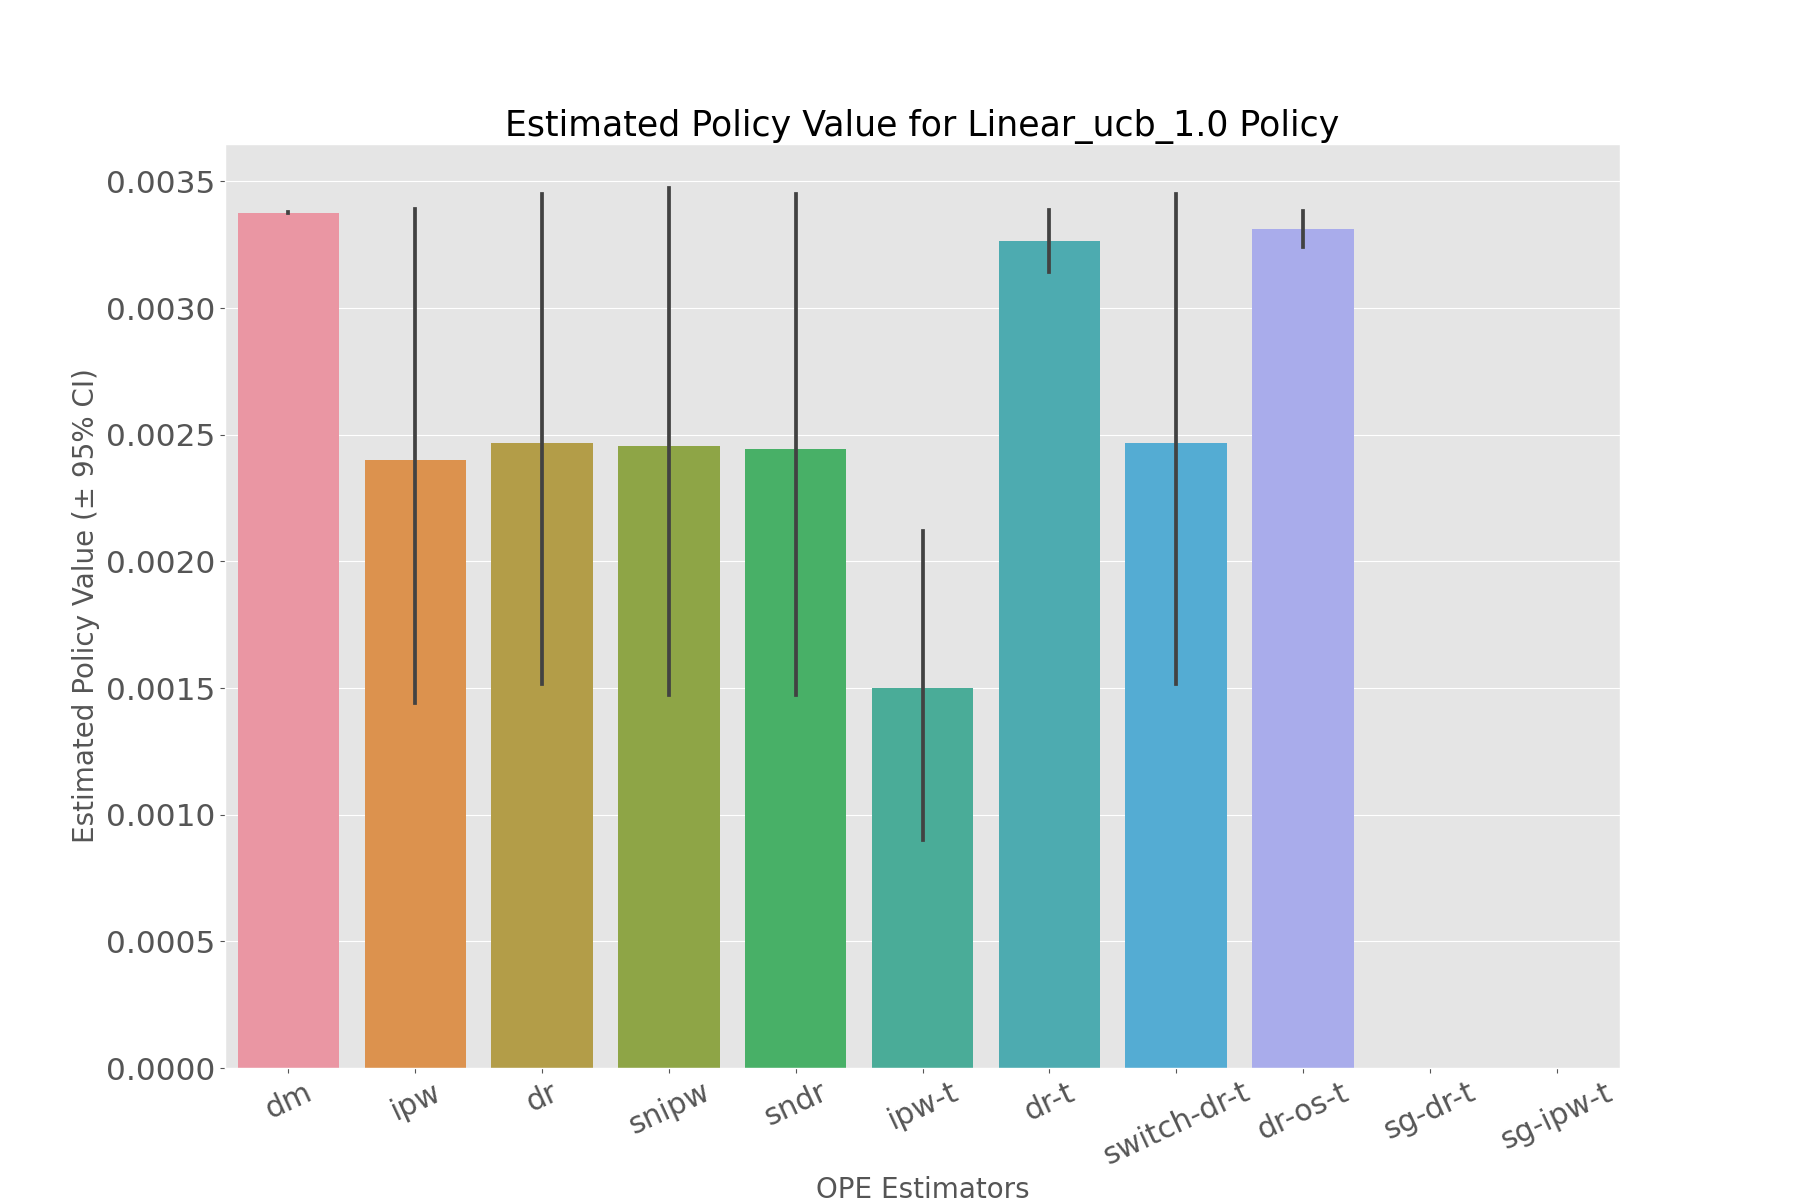 Estimated Policy Value for Linear_ucb_1.0 Policy
Estimated Policy Value (± 95% CI)
0.0035
0.0030
0.0025
0.0020
0.0015
0.0010
0.0005
0.0000
dm
ipw
dr
snipw
sndr
ipw-t
dr-t
switch-dr-t
dr-os-t
sg-dr-t
sg-ipw-t
OPE Estimators